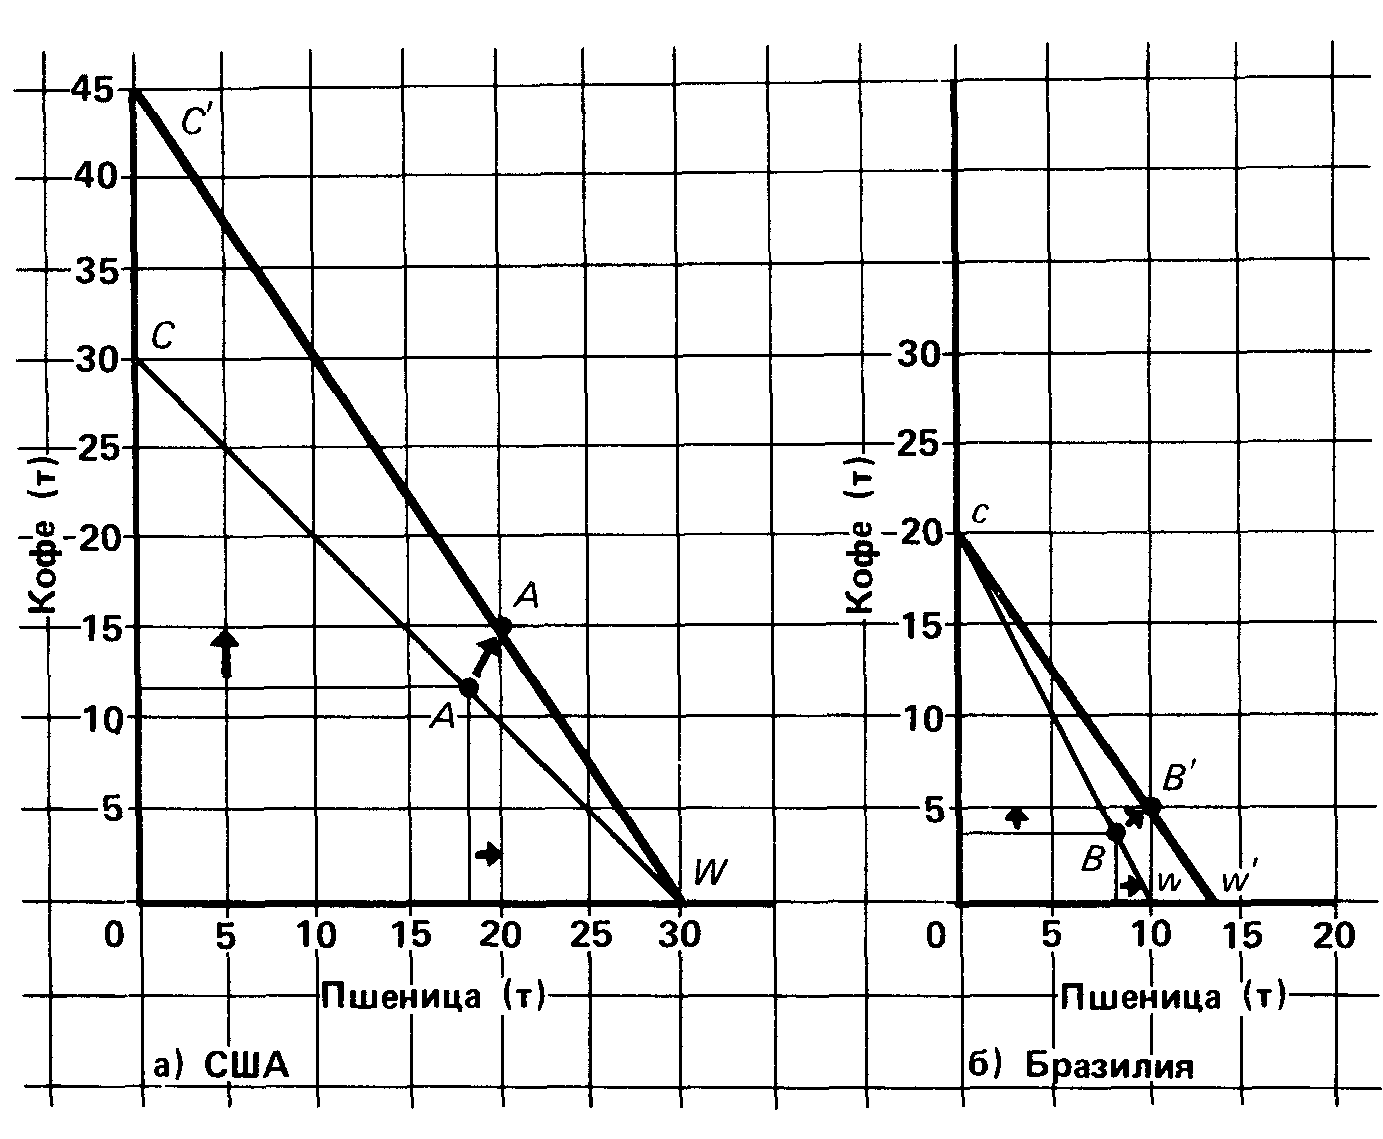 45
C'
40
35
C
30
25
Кофе (т)
20
A
15
A
10
5
W
0 5 10 15 20 25 30
Пшеница (т)
а) США
30
25
Кофе (т)
c
20
15
10
B'
5
B
w w'
0 5 10 15 20
Пшеница (т)
б) Бразилия